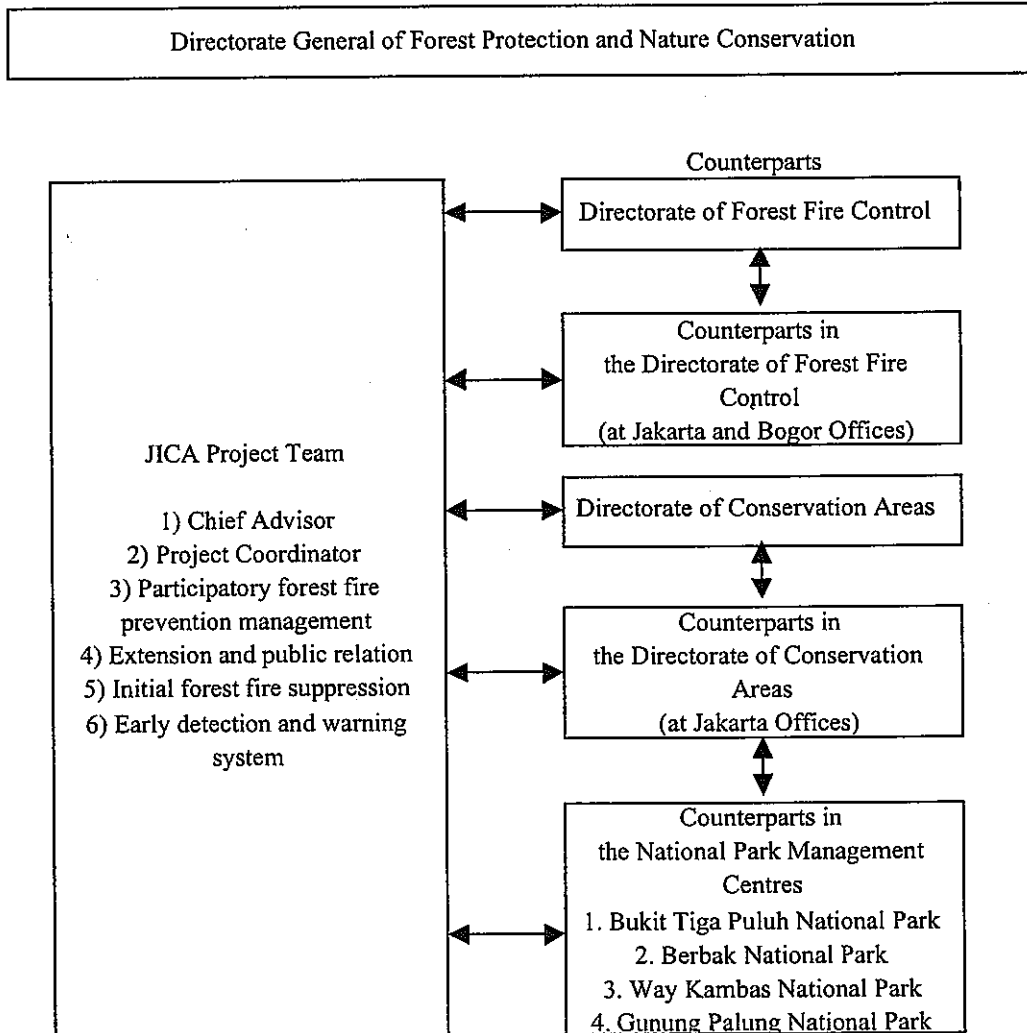 Directorate General of Forest Protection and Nature Conservation
JICA Project Team
1) Chief Advisor
2) Project Coordinator
3) Participatory forest fire
prevention management
4) Extension and public relation
5) Initial forest fire suppression
6) Early detection and warning
system
Counterparts
Directorate of Forest Fire Control
Counterparts in
the Directorate of Forest Fire
Control
(at Jakarta and Bogor Offices)
Directorate of Conservation Areas
Counterparts in
the Directorate of Conservation
Areas
(at Jakarta Offices)
Counterparts in
the National Park Management
Centres
1. Bukit Tiga Puluh National Park
2. Berbak National Park
3. Way Kambas National Park
4. Gunung Palung National Park